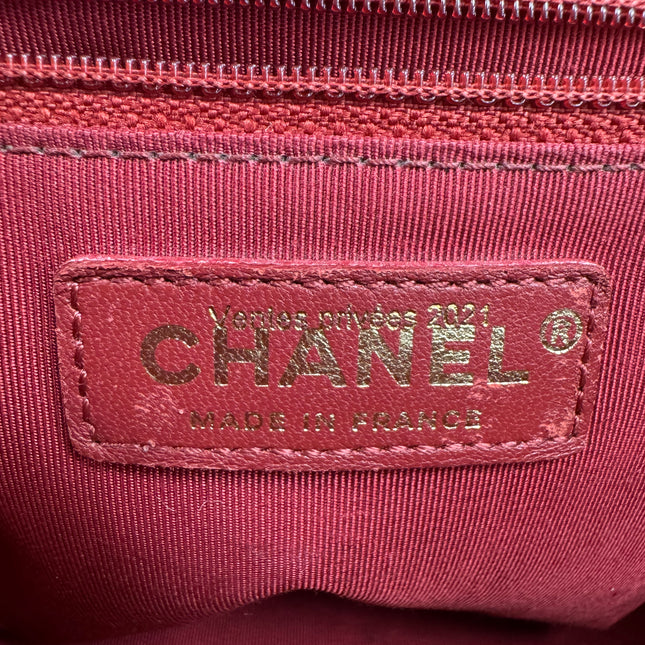 Ventes privées 2021
CHANEL ®
MADE IN FRANCE